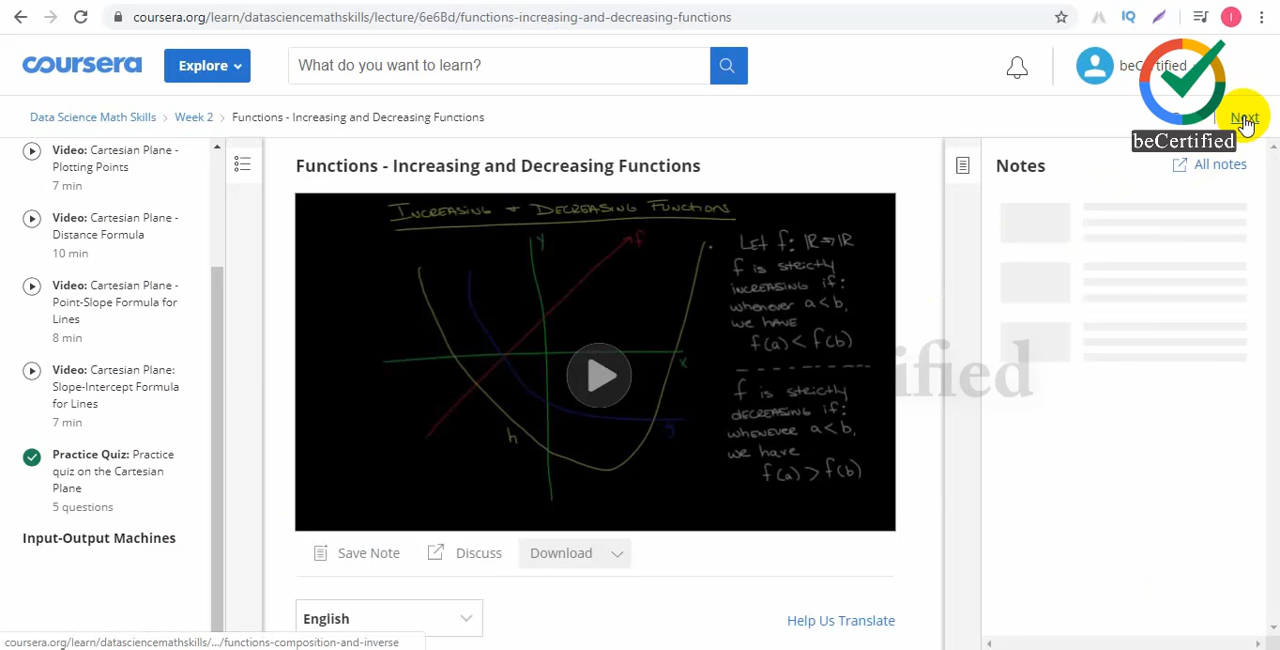 coursera.org/learn/datasciencemathskills/lecture/6e6Bd/functions-increasing-and-decreasing-functions
coursera
Explore
What do you want to learn?
beCertified
Data Science Math Skills > Week 2 > Functions - Increasing and Decreasing Functions
Next
beCertified
Video: Cartesian Plane -
Plotting Points
7 min
Video: Cartesian Plane -
Distance Formula
10 min
Video: Cartesian Plane -
Point-Slope Formula for
Lines
8 min
Video: Cartesian Plane:
Slope-Intercept Formula
for Lines
7 min
Practice Quiz: Practice
quiz on the Cartesian
Plane
5 questions
Input-Output Machines
Functions - Increasing and Decreasing Functions
INCREASING + DECREASING FUNCTIONS
y
f
x
h
g
LET f: ℝ → ℝ
f is strictly
INCREASING if:
whenever a < b,
we HAVE
f(a) < f(b)
f is strictly
DECREASING if:
WHENEVER a < b,
we have
f(a) > f(b)
ified
Save Note
Discuss
Download
English
Help Us Translate
Notes
All notes
coursera.org/learn/datasciencemathskills/.../functions-composition-and-inverse